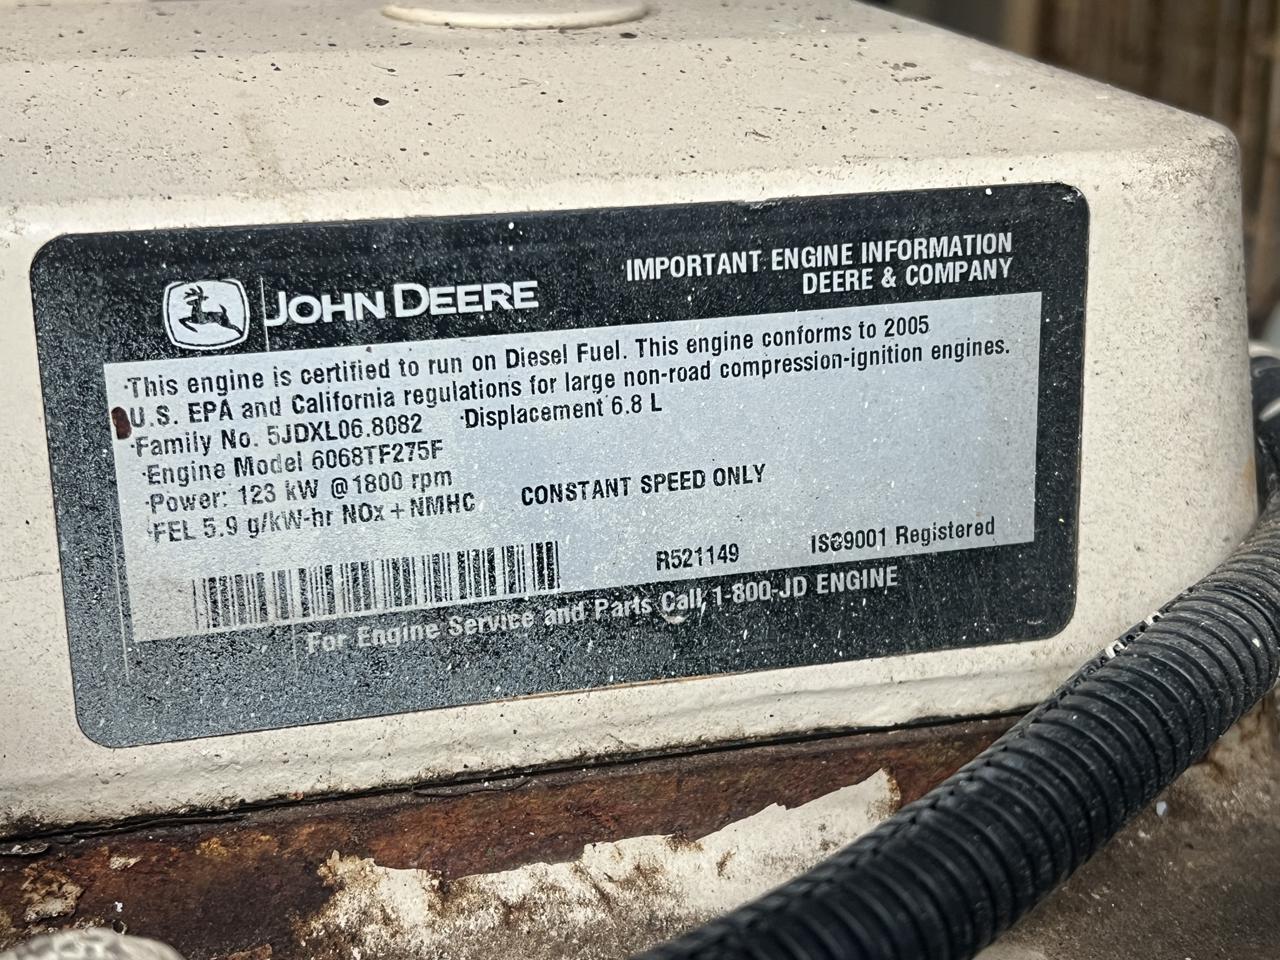 IMPORTANT ENGINE INFORMATION
DEERE & COMPANY
JOHN DEERE
·This engine is certified to run on Diesel Fuel. This engine conforms to 2005
U.S. EPA and California regulations for large non-road compression-ignition engines.
·Family No. 5JDXL06.8082 ·Displacement 6.8 L
·Engine Model 6068TF275F
·Power: 123 kW @ 1800 rpm
·FEL 5.9 g/kW-hr NOx + NMHC CONSTANT SPEED ONLY
R521149 ISO9001 Registered
For Engine Service and Parts Call, 1-800-JD ENGINE